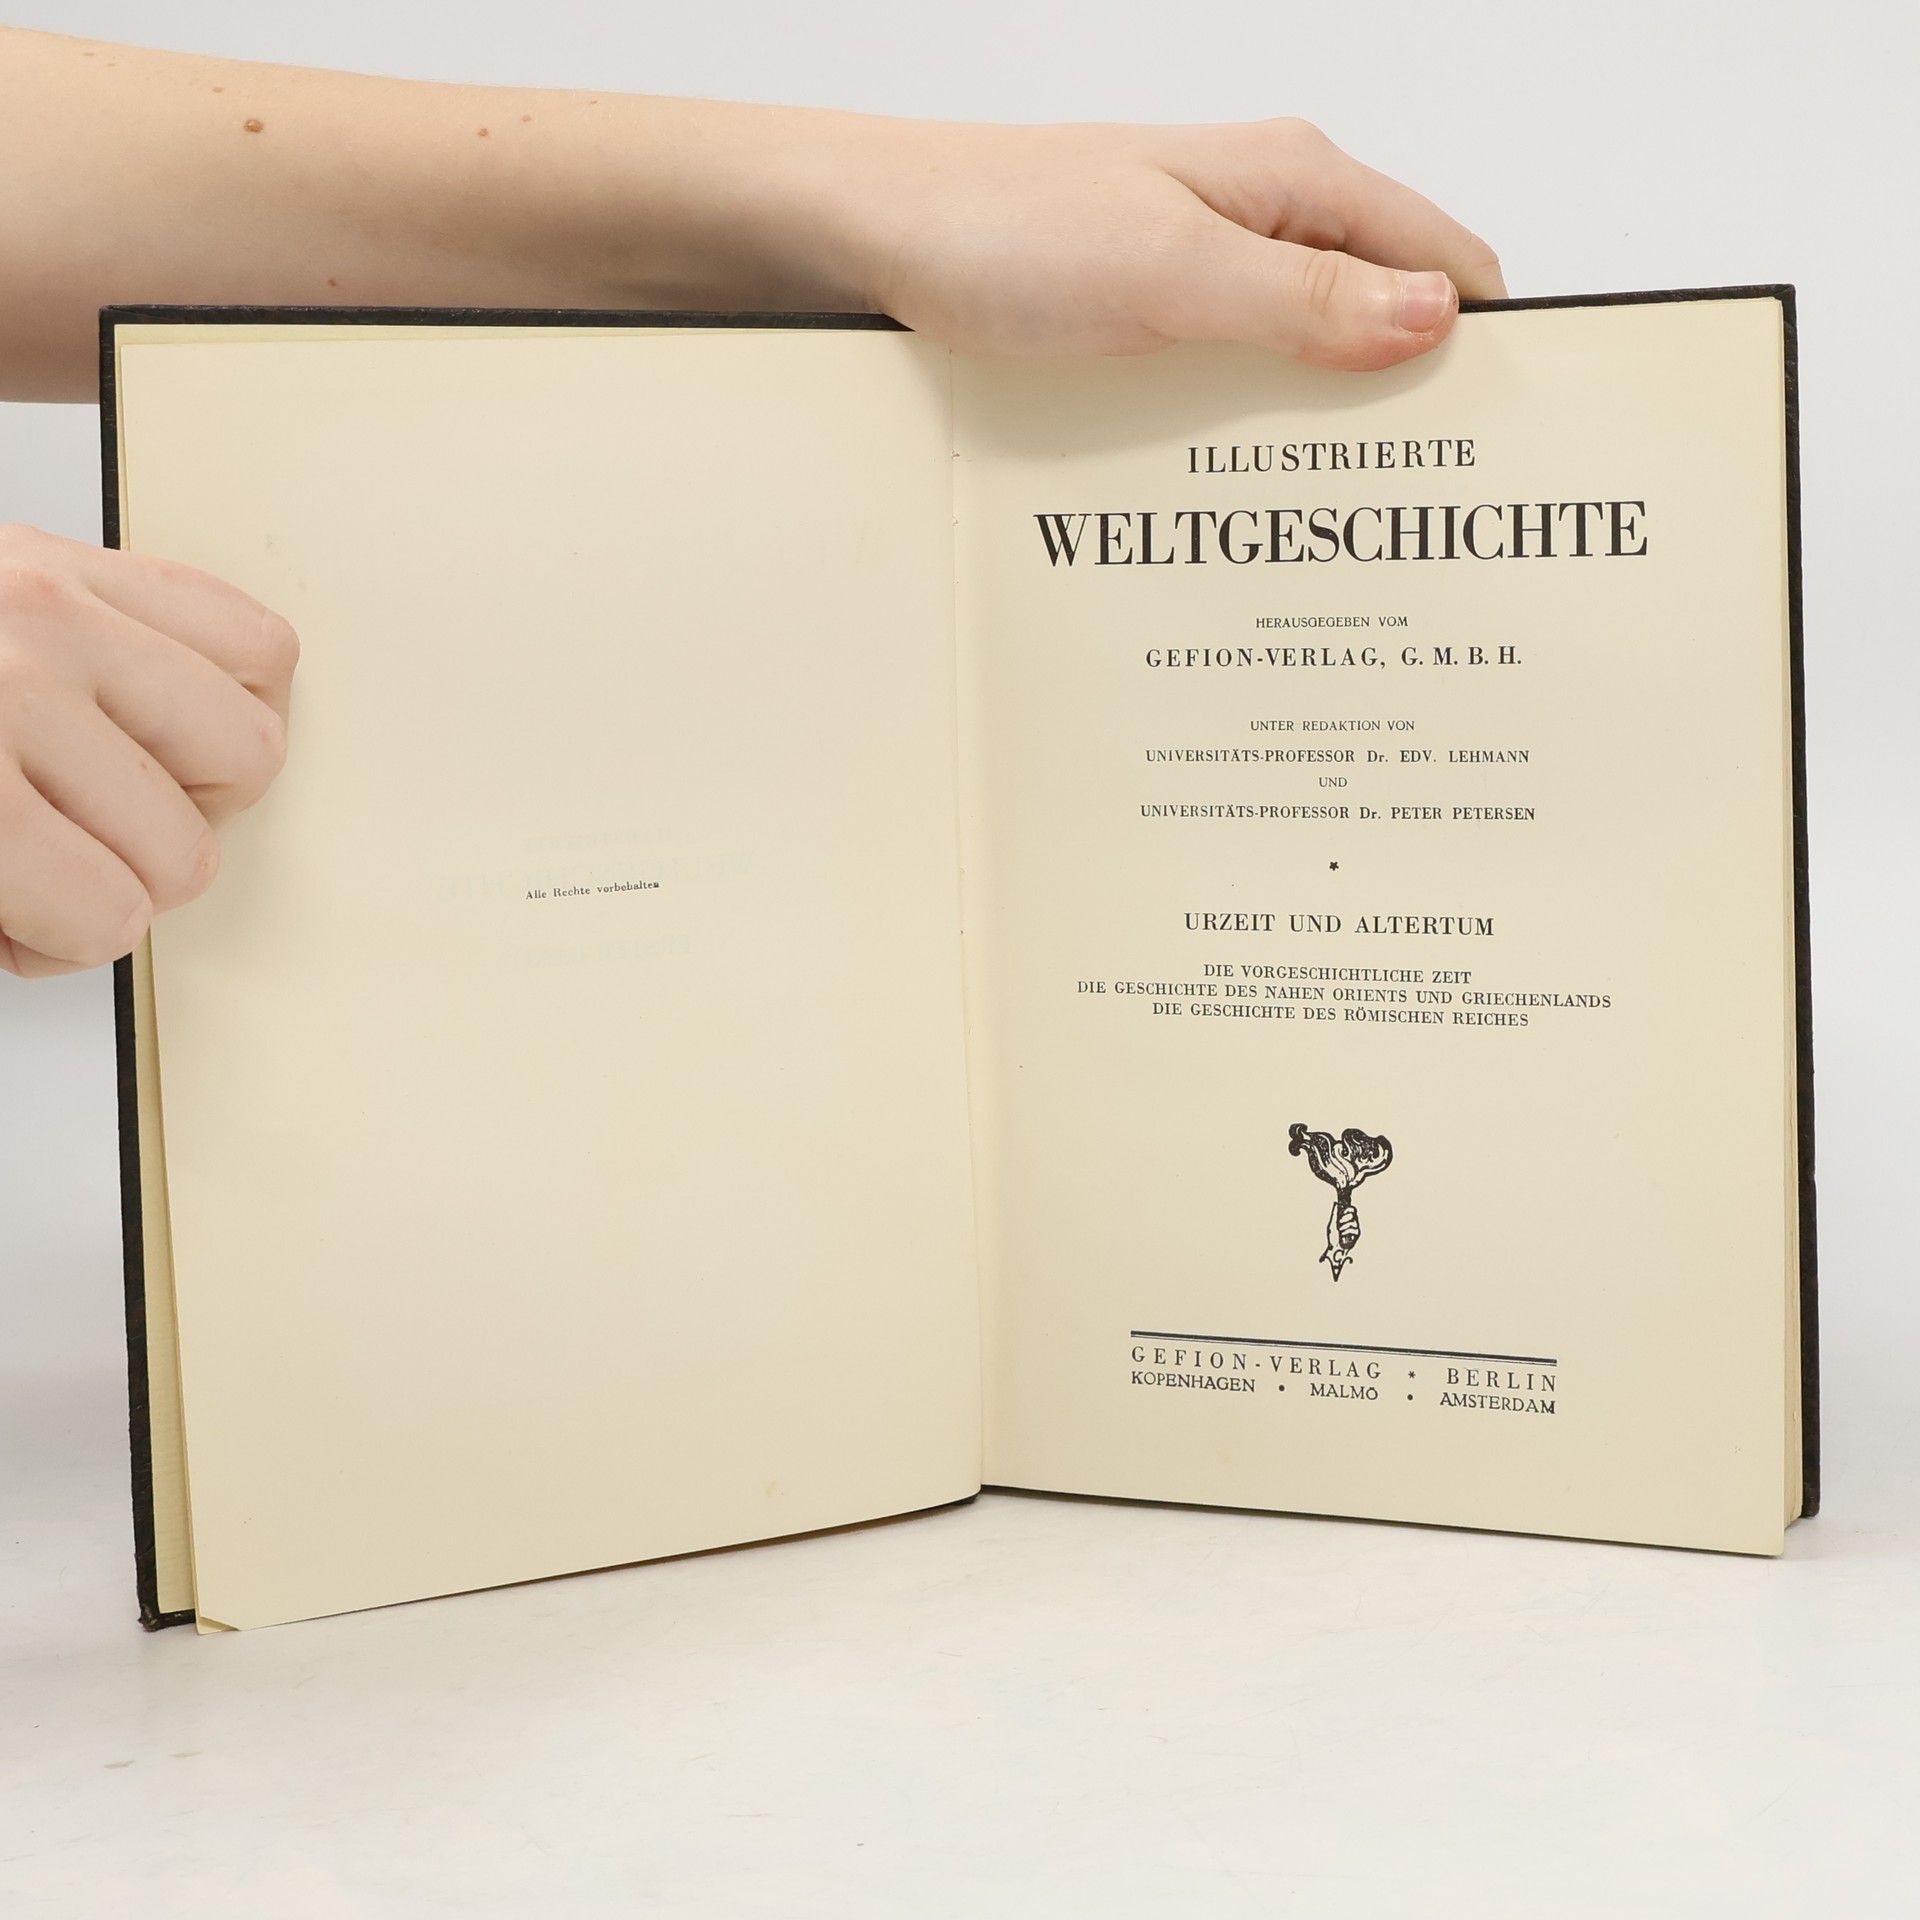 Alle Rechte vorbehalten
ILLUSTRIERTE
WELTGESCHICHTE
HERAUSGEGEBEN VOM
GEFION-VERLAG, G. M. B. H.
UNTER REDAKTION VON
UNIVERSITÄTS-PROFESSOR Dr. EDV. LEHMANN
UND
UNIVERSITÄTS-PROFESSOR Dr. PETER PETERSEN
*
URZEIT UND ALTERTUM
DIE VORGESCHICHTLICHE ZEIT
DIE GESCHICHTE DES NAHEN ORIENTS UND GRIECHENLANDS
DIE GESCHICHTE DES RÖMISCHEN REICHES
GEFION-VERLAG * BERLIN
KOPENHAGEN • MALMÖ • AMSTERDAM